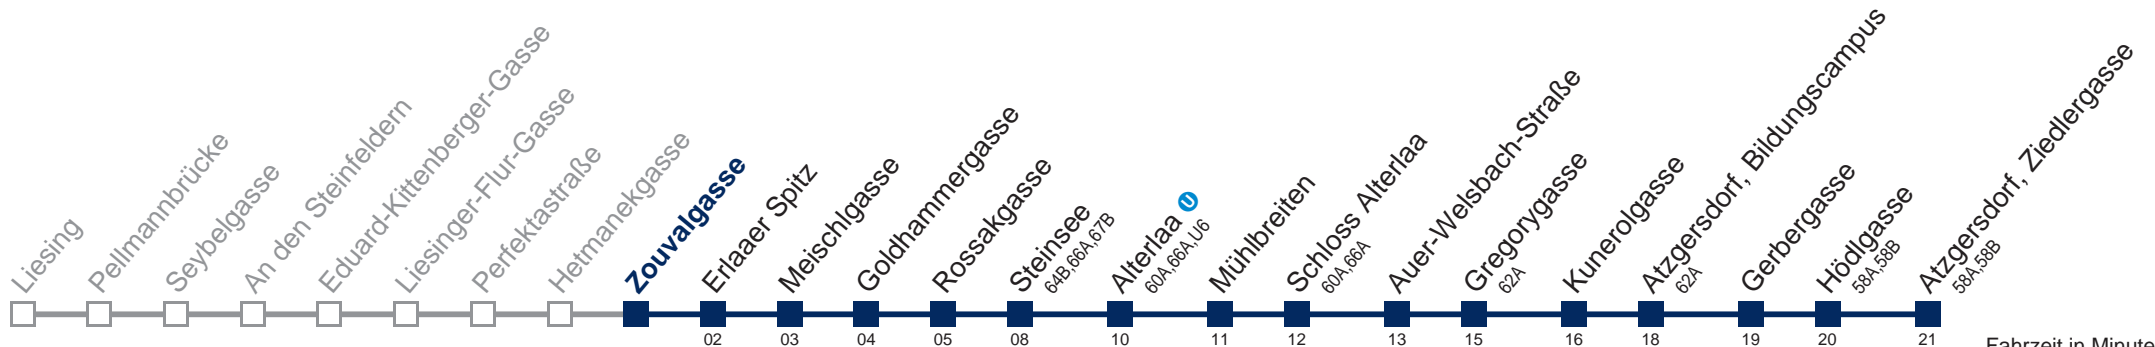 Liesing
Pellmannbrücke
Seybelgasse
An den Steinfeldern
Eduard-Kittenberger-Gasse
Liesinger-Flur-Gasse
Perfektastraße
Hetmanekgasse
Zouvalgasse
Erlaaer Spitz
02
Meischlgasse
03
Goldhammergasse
04
Rossakgasse
05
Steinsee
64B,66A,67B
08
Alterlaa U
60A,66A,U6
10
Mühlbreiten
11
Schloss Alterlaa
60A,66A
12
Auer-Welsbach-Straße
13
Gregorygasse
62A
15
Kunerolgasse
16
Atzgersdorf, Bildungscampus
62A
18
Gerbergasse
19
Hödlgasse
58A,58B
20
Atzgersdorf, Ziedlergasse
58A,58B
21
Fahrzeit in Minute